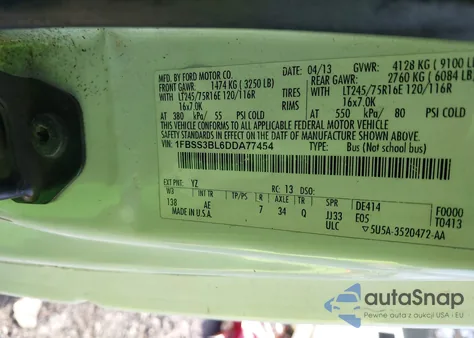 MFD. BY FORD MOTOR CO.
DATE: 04/13 GVWR: 4128 KG ( 9100 LB)
FRONT GAWR: 1474 KG ( 3250 LB) REAR GAWR: 2760 KG ( 6084 LB)
WITH LT245/75R16E 120/116R TIRES WITH LT245/75R16E 120/116R
16x7.0K RIMS 16x7.0K
AT 380 kPa/ 55 PSI COLD AT 550 kPa/ 80 PSI COLD
THIS VEHICLE CONFORMS TO ALL APPLICABLE FEDERAL MOTOR VEHICLE
SAFETY STANDARDS IN EFFECT ON THE DATE OF MANUFACTURE SHOWN ABOVE.
VIN: 1FBSS3BL6DDA77454 TYPE: Bus (Not school bus)
EXT PNT: YZ RC: 13 DSO: F0000
WB INT TR TP/PS R AXLE TR SPR DE414 T0413
138 AE 7 34 Q JJ33 E05
MADE IN U.S.A. ULC 5U5A-3520472-AA
autoSnap
Pewne auta z USA i EU